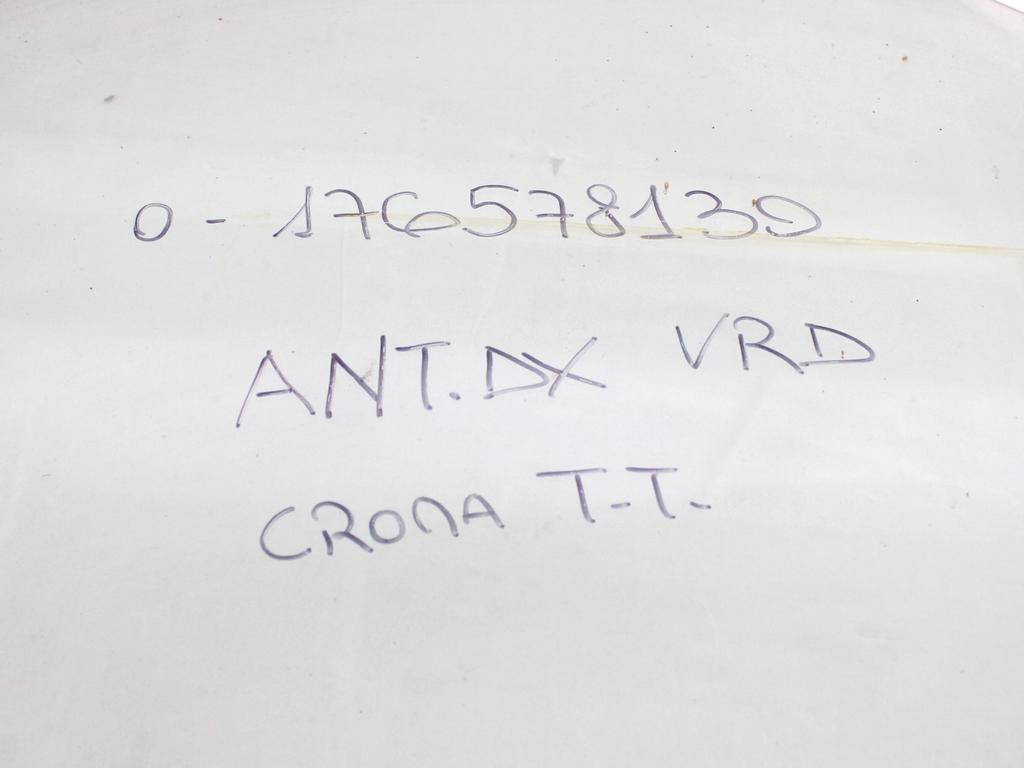 0-176578139
ANT.DX VRD
CROMA T.T.